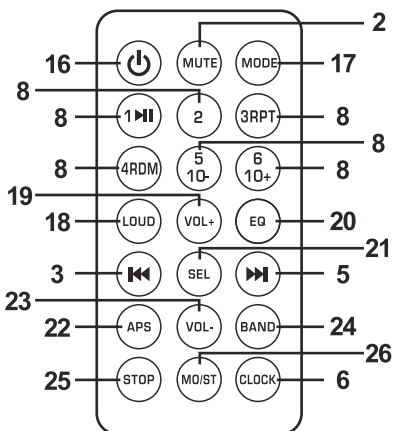 2
16 MUTE MODE 17
8
8 1 2 3RPT 8
8
8 4RDM 5 10- 6 10+ 8
19
18 LOUD VOL+ EQ 20
21
3 SEL 5
23
22 APS VOL- BAND 24
26
25 STOP MO/ST CLOCK 6